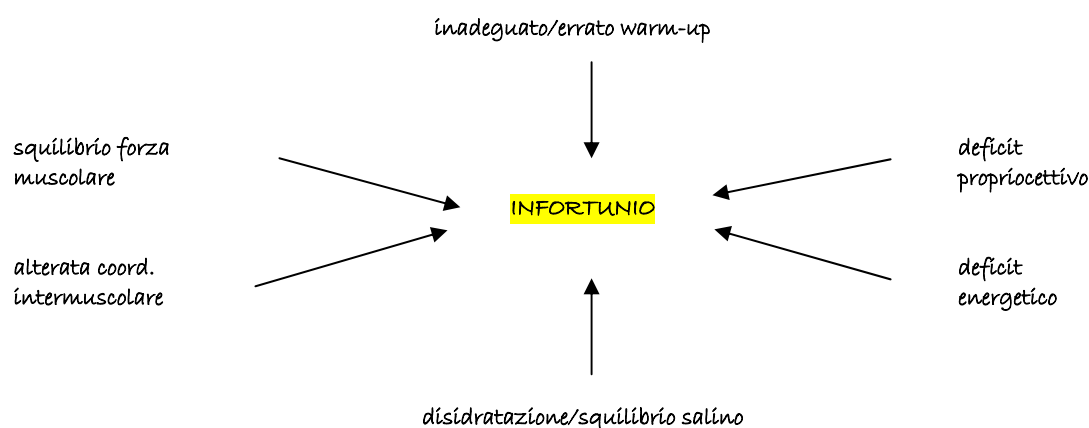 inadeguato/errato warm-up
squilibrio forza
muscolare
deficit
propriocettivo
INFORTUNIO
alterata coord.
intermuscolare
deficit
energetico
disidratazione/squilibrio salino